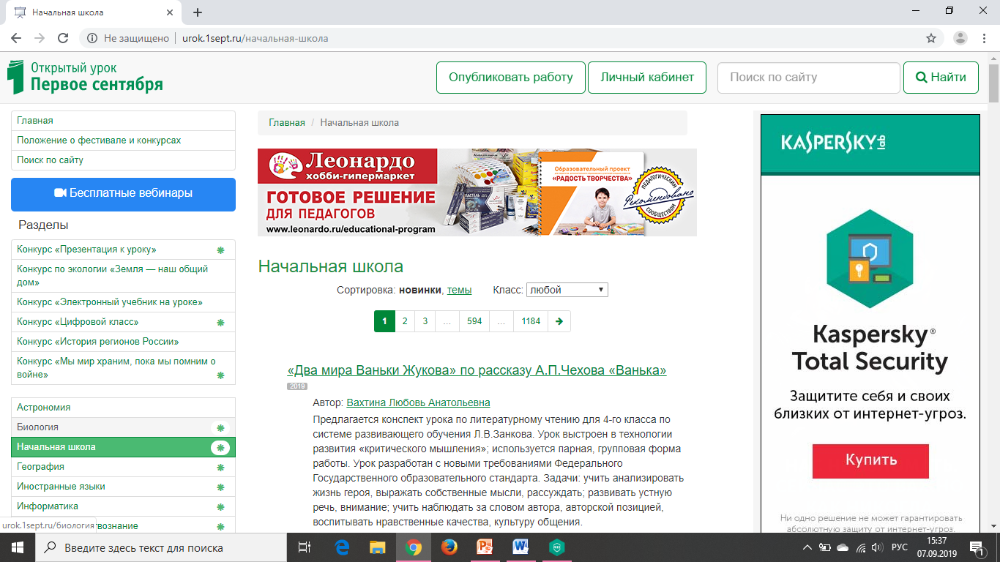 Начальная школа
Не защищено
urok.1sept.ru/начальная-школа
Открытый урок
Первое сентября
Опубликовать работу
Личный кабинет
Поиск по сайту
Найти
Главная
Положение о фестивале и конкурсах
Поиск по сайту
Бесплатные вебинары
Разделы
Конкурс «Презентация к уроку»
Конкурс по экологии «Земля — наш общий
дом»
Конкурс «Электронный учебник на уроке»
Конкурс «Цифровой класс»
Конкурс «История регионов России»
Конкурс «Мы мир храним, пока мы помним о
войне»
Астрономия
Биология
Начальная школа
География
Иностранные языки
Информатика
urok.1sept.ru/биология
Главная / Начальная школа
Леонардо
хобби-гипермаркет
ГОТОВОЕ РЕШЕНИЕ
ДЛЯ ПЕДАГОГОВ
www.leonardo.ru/educational-program
ПАСТЕЛЬ
Образовательный проект
«РАДОСТЬ ТВОРЧЕСТВА»
ПЕДАГОГИЧЕСКИМ
Рекомендовано
СООБЩЕСТВОМ
Начальная школа
Сортировка: новинки, темы Класс: любой
1 2 3 ... 594 ... 1184
«Два мира Ваньки Жукова» по рассказу А.П.Чехова «Ванька»
2019
Автор: Вахтина Любовь Анатольевна
Предлагается конспект урока по литературному чтению для 4-го класса по
системе развивающего обучения Л.В.Занкова. Урок выстроен в технологии
развития «критического мышления»; используется парная, групповая форма
работы. Урок разработан с новыми требованиями Федерального
Государственного образовательного стандарта. Задачи: учить анализировать
жизнь героя, выражать собственные мысли, рассуждать; развивать устную
речь, внимание; учить наблюдать за словом автора, авторской позицией,
воспитывать нравственные качества, культуру общения.
KASPERSKY lab
Kaspersky®
Total Security
Защитите себя и своих
близких от интернет-угроз.
Купить
Ни одно решение не может гарантировать
абсолютную защиту от интернет-угроз.
Введите здесь текст для поиска
РУС
15:37
07.09.2019
1